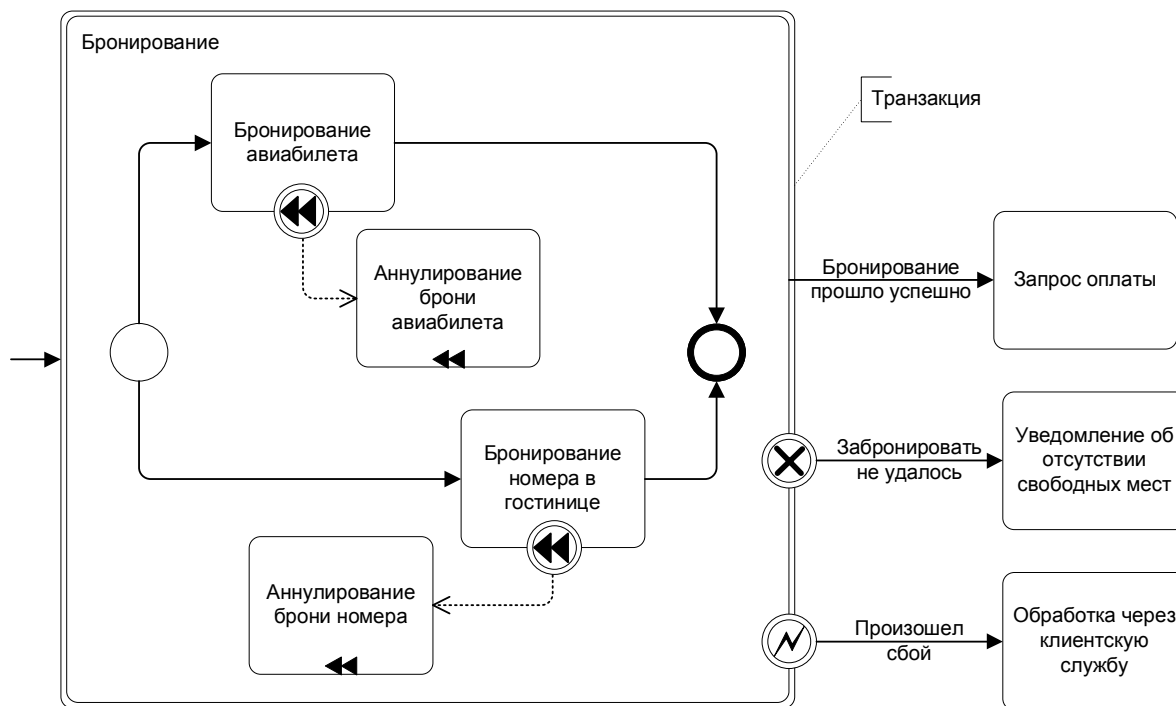 Бронирование
Транзакция
Бронирование
авиабилета
Аннулирование
брони
авиабилета
Бронирование
прошло успешно
Запрос оплаты
Бронирование
номера в
гостинице
Забронировать
не удалось
Уведомление об
отсутствии
свободных мест
Аннулирование
брони номера
Произошел
сбой
Обработка через
клиентскую
службу